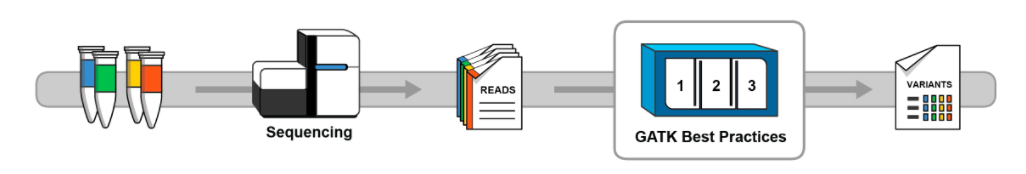 Sequencing
READS
1 2 3
GATK Best Practices
VARIANTS